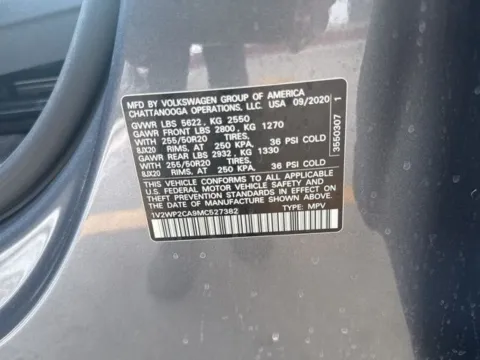 MFD BY VOLKSWAGEN GROUP OF AMERICA
CHATTANOOGA OPERATIONS, LLC. USA 09/2020
GVWR LBS 5622 , KG 2550
GAWR FRONT LBS 2800 , KG 1270
WITH 255/50R20 TIRES,
8JX20 RIMS, AT 250 KPA, 36 PSI COLD
GAWR REAR LBS 2932 , KG 1330
WITH 255/50R20 TIRES,
8JX20 RIMS, AT 250 KPA, 36 PSI COLD
THIS VEHICLE CONFORMS TO ALL APPLICABLE
U.S. FEDERAL MOTOR VEHICLE SAFETY AND
THEFT PREVENTION STANDARDS IN EFFECT ON
THE DATE OF MANUFACTURE SHOWN ABOVE
1V2WP2CA9MC527382 TYPE: MPV
3550307 1